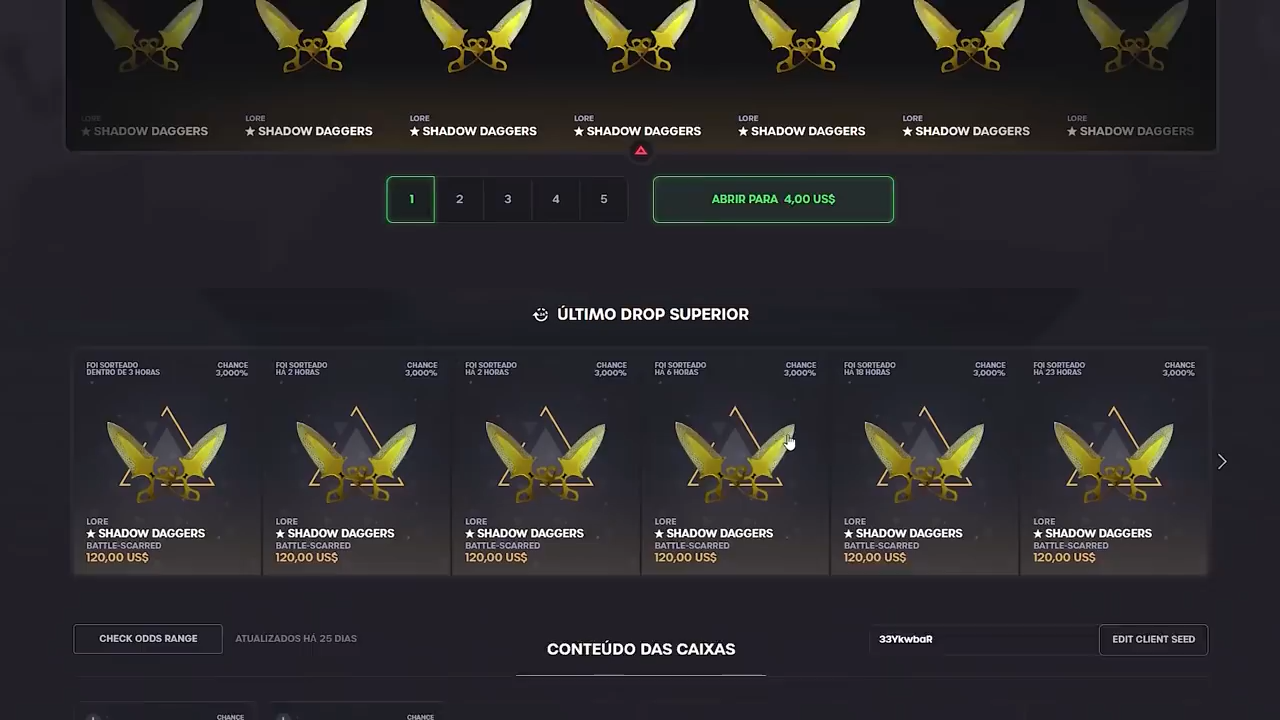 LORE LORE LORE LORE LORE LORE LORE
★ SHADOW DAGGERS ★ SHADOW DAGGERS ★ SHADOW DAGGERS ★ SHADOW DAGGERS ★ SHADOW DAGGERS ★ SHADOW DAGGERS ★ SHADOW DAGGERS
1 2 3 4 5 ABRIR PARA 4,00 US$
ÚLTIMO DROP SUPERIOR
FOI SORTEADO CHANCE FOI SORTEADO CHANCE FOI SORTEADO CHANCE FOI SORTEADO CHANCE FOI SORTEADO CHANCE FOI SORTEADO CHANCE
DENTRO DE 3 HORAS 3,000% HÁ 2 HORAS 3,000% HÁ 2 HORAS 3,000% HÁ 6 HORAS 3,000% HÁ 18 HORAS 3,000% HÁ 23 HORAS 3,000%
LORE LORE LORE LORE LORE LORE
★ SHADOW DAGGERS ★ SHADOW DAGGERS ★ SHADOW DAGGERS ★ SHADOW DAGGERS ★ SHADOW DAGGERS ★ SHADOW DAGGERS
BATTLE-SCARRED BATTLE-SCARRED BATTLE-SCARRED BATTLE-SCARRED BATTLE-SCARRED BATTLE-SCARRED
120,00 US$ 120,00 US$ 120,00 US$ 120,00 US$ 120,00 US$ 120,00 US$
CHECK ODDS RANGE ATUALIZADOS HÁ 25 DIAS CONTEÚDO DAS CAIXAS 33YkwbaR EDIT CLIENT SEED
CHANCE CHANCE